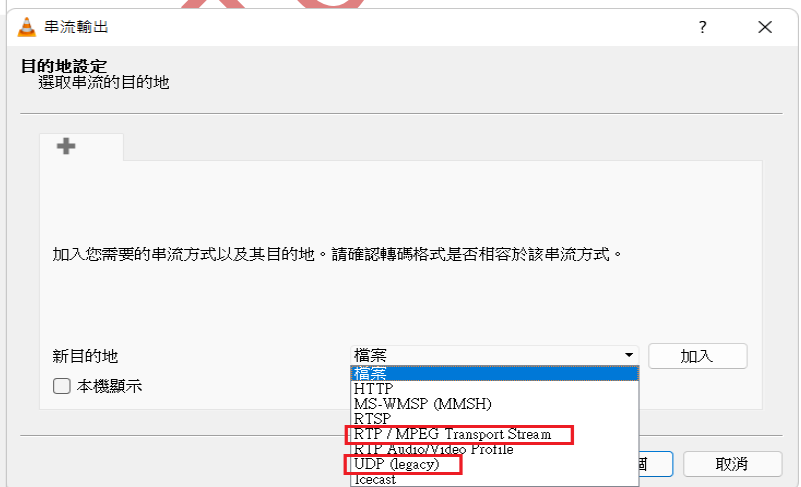 串流輸出
目的地設定
選取串流的目的地
加入您需要的串流方式以及其目的地。請確認轉碼格式是否相容於該串流方式。
新目的地
檔案
加入
本機顯示
檔案
HTTP
MS-WMSP (MMSH)
RTSP
RTP / MPEG Transport Stream
RTP Audio/Video Profile
UDP (legacy)
Icecast
個
取消